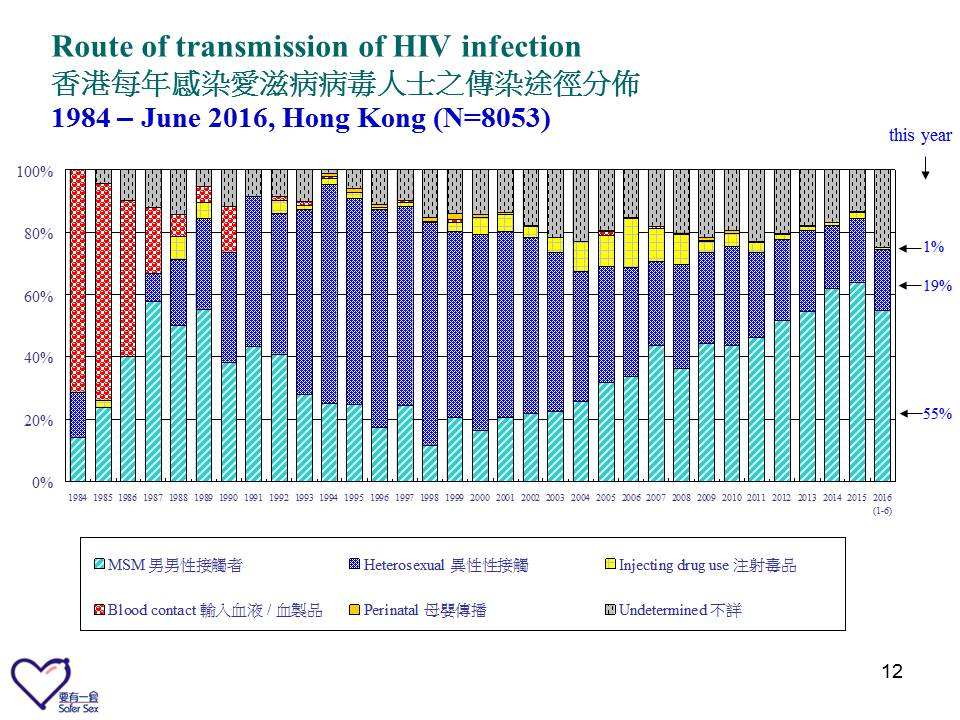 Route of transmission of HIV infection
香港每年感染愛滋病病毒人士之傳染途徑分佈
1984 – June 2016, Hong Kong (N=8053)
this year
100%
80%
60%
40%
20%
0%
1%
19%
55%
1984 1985 1986 1987 1988 1989 1990 1991 1992 1993 1994 1995 1996 1997 1998 1999 2000 2001 2002 2003 2004 2005 2006 2007 2008 2009 2010 2011 2012 2013 2014 2015 2016
(1-6)
MSM 男男性接觸者 Heterosexual 異性性接觸 Injecting drug use 注射毒品
Blood contact 輸入血液 / 血製品 Perinatal 母嬰傳播 Undetermined 不詳
12
要有一套
Safer Sex